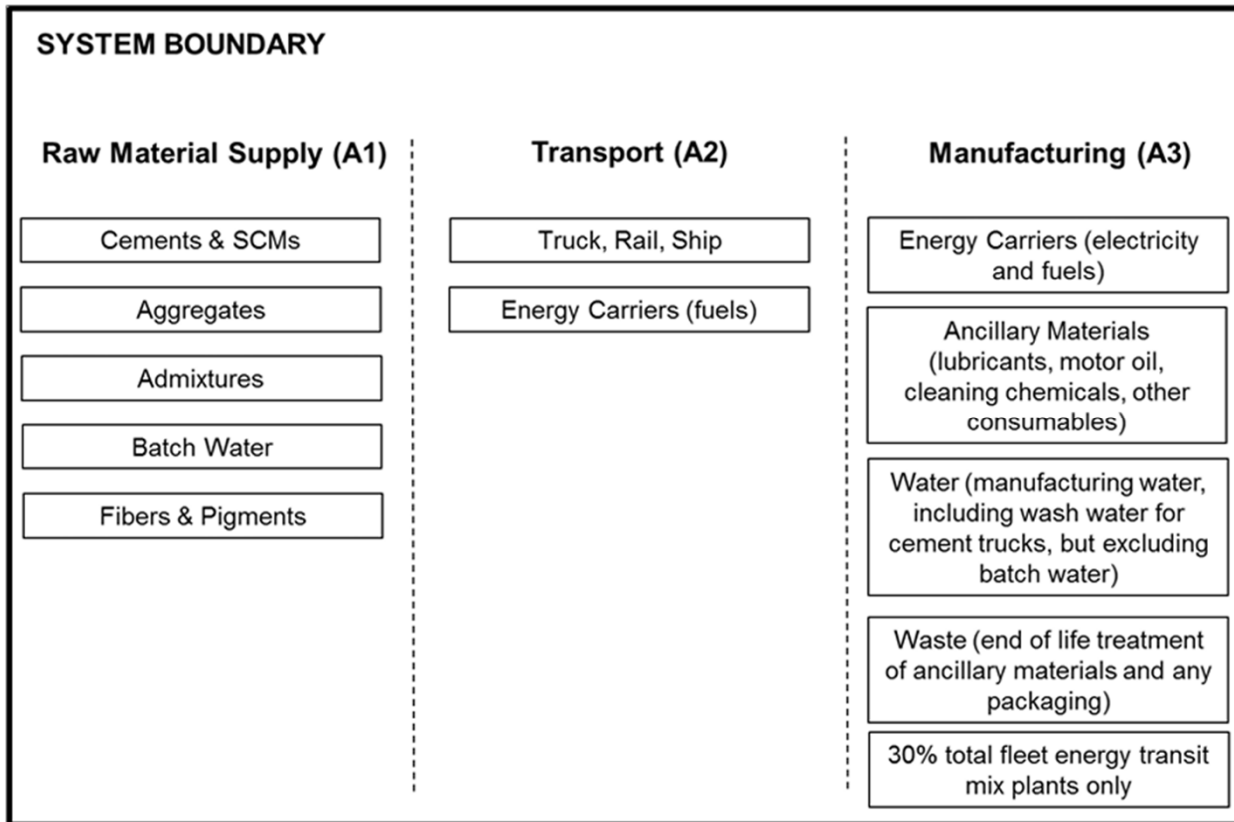 SYSTEM BOUNDARY
Raw Material Supply (A1)
Cements & SCMs
Aggregates
Admixtures
Batch Water
Fibers & Pigments
Transport (A2)
Truck, Rail, Ship
Energy Carriers (fuels)
Manufacturing (A3)
Energy Carriers (electricity
and fuels)
Ancillary Materials
(lubricants, motor oil,
cleaning chemicals, other
consumables)
Water (manufacturing water,
including wash water for
cement trucks, but excluding
batch water)
Waste (end of life treatment
of ancillary materials and any
packaging)
30% total fleet energy transit
mix plants only